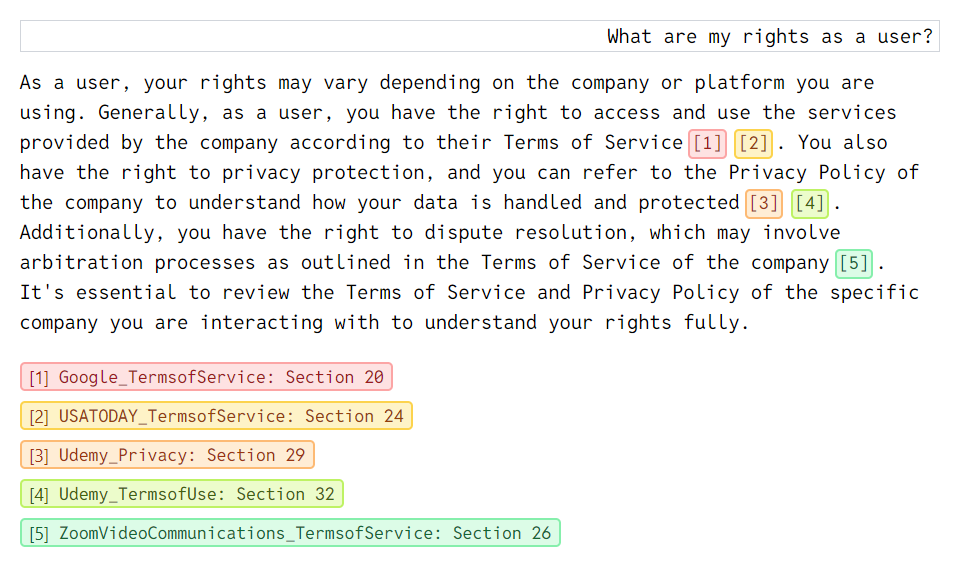 What are my rights as a user?
As a user, your rights may vary depending on the company or platform you are
using. Generally, as a user, you have the right to access and use the services
provided by the company according to their Terms of Service [1] [2]. You also
have the right to privacy protection, and you can refer to the Privacy Policy of
the company to understand how your data is handled and protected [3] [4].
Additionally, you have the right to dispute resolution, which may involve
arbitration processes as outlined in the Terms of Service of the company [5].
It's essential to review the Terms of Service and Privacy Policy of the specific
company you are interacting with to understand your rights fully.
[1] Google_TermsofService: Section 20
[2] USATODAY_TermsofService: Section 24
[3] Udemy_Privacy: Section 29
[4] Udemy_TermsofUse: Section 32
[5] ZoomVideoCommunications_TermsofService: Section 26